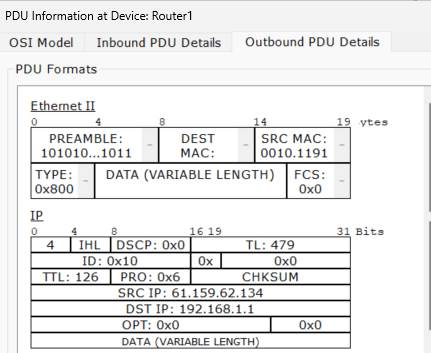 PDU Information at Device: Router1
OSI Model Inbound PDU Details Outbound PDU Details
PDU Formats
Ethernet II
0 4 8 14 19 ytes
PREAMBLE: DEST SRC MAC:
101010...1011 MAC: 0010.1191
TYPE: DATA (VARIABLE LENGTH) FCS:
0x800 0x0
IP
0 4 8 16 19 31 Bits
4 IHL DSCP: 0x0 TL: 479
ID: 0x10 0x 0x0
TTL: 126 PRO: 0x6 CHKSUM
SRC IP: 61.159.62.134
DST IP: 192.168.1.1
OPT: 0x0 0x0
DATA (VARIABLE LENGTH)